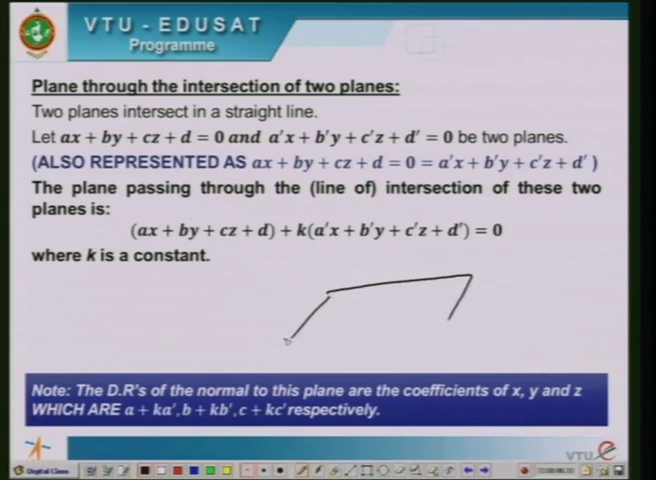 VTU - EDUSAT
Programme
Plane through the intersection of two planes:
Two planes intersect in a straight line.
Let ax + by + cz + d = 0 and a′x + b′y + c′z + d′ = 0 be two planes.
(ALSO REPRESENTED AS ax + by + cz + d = 0 = a′x + b′y + c′z + d′ )
The plane passing through the (line of) intersection of these two
planes is:
(ax + by + cz + d) + k(a′x + b′y + c′z + d′) = 0
where k is a constant.
Note: The D.R's of the normal to this plane are the coefficients of x, y and z
WHICH ARE a + ka′, b + kb′, c + kc′ respectively.
VTU
Digital Class